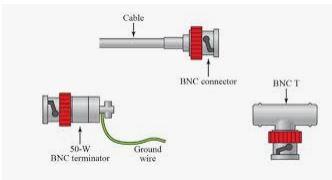 Cable
BNC connector
BNC T
50-W
BNC terminator
Ground
wire